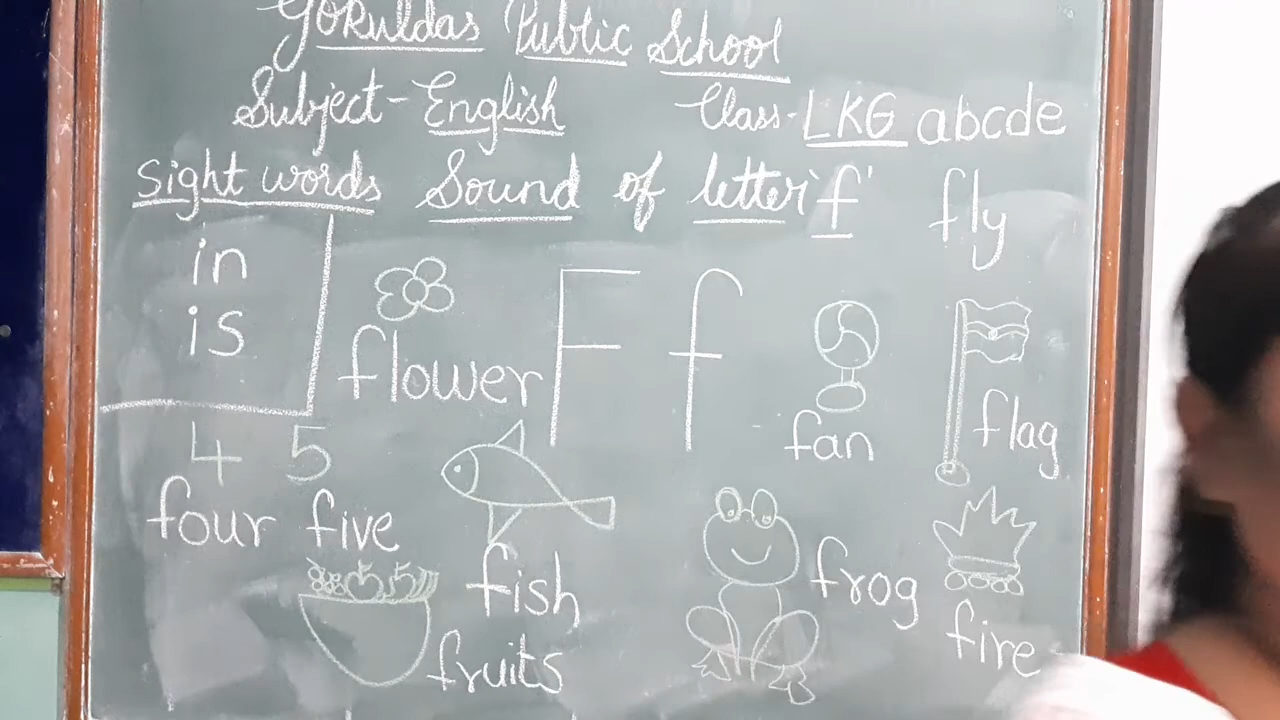 Gokuldas Public School
Subject-English Class-LKG abcde
Sight words Sound of letter 'f' fly
in
is
flower F f fan flag
4 5
four five
fish
fruits
frog
fire